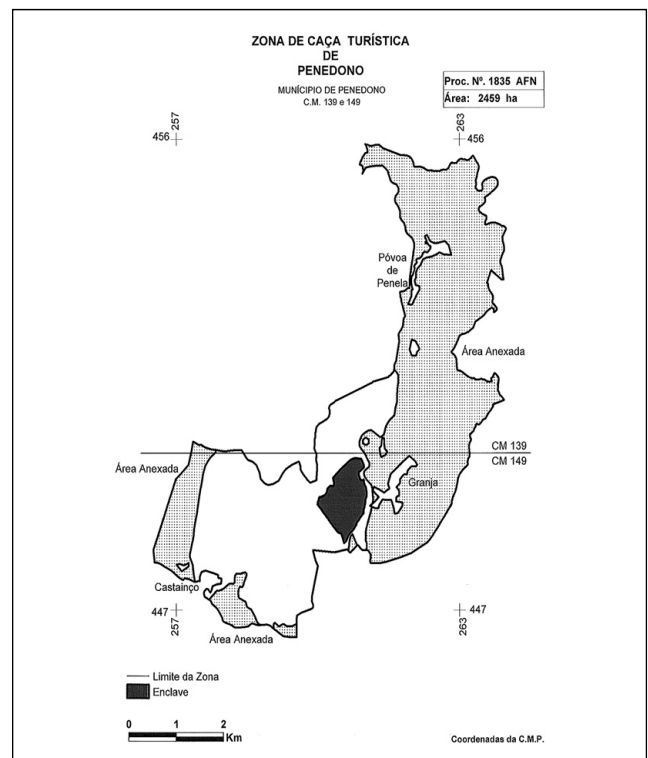 ZONA DE CAÇA TURÍSTICA
DE
PENEDONO
MUNÍCIPIO DE PENEDONO
C.M. 139 e 149
Proc. Nº. 1835 AFN
Área: 2459 ha
257
456
263
456
Póvoa
de
Penela
Área Anexada
CM 139
CM 149
Área Anexada
Granja
Castainço
447
257
Área Anexada
447
263
Limite da Zona
Enclave
0 1 2
Km
Coordenadas da C.M.P.